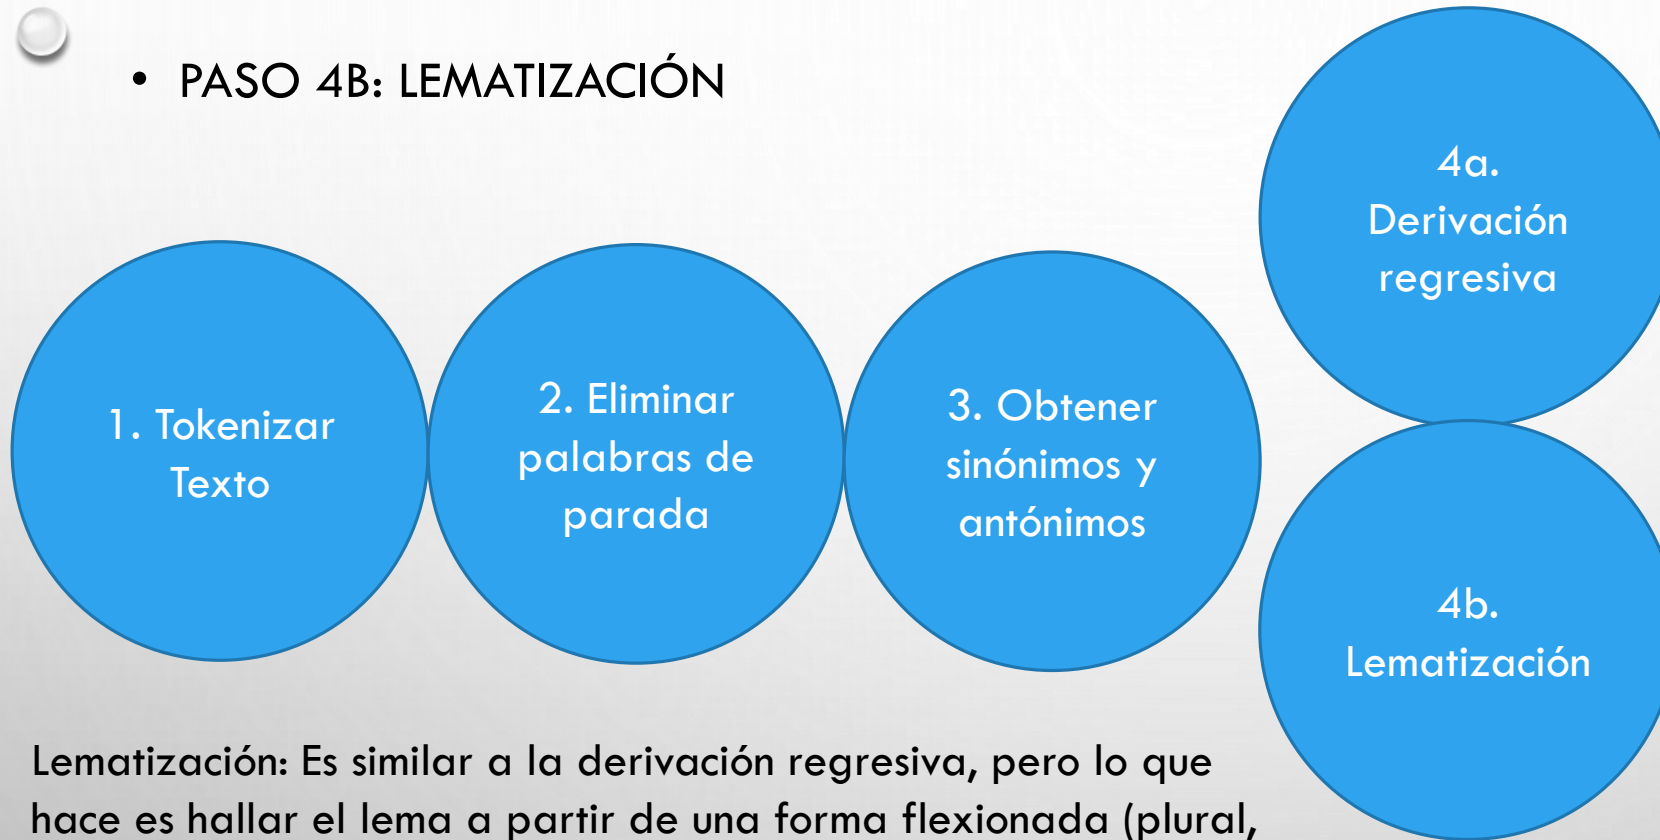 • PASO 4B: LEMATIZACIÓN
1. Tokenizar
Texto
2. Eliminar
palabras de
parada
3. Obtener
sinónimos y
antónimos
4a.
Derivación
regresiva
4b.
Lematización
Lematización: Es similar a la derivación regresiva, pero lo que
hace es hallar el lema a partir de una forma flexionada (plural,